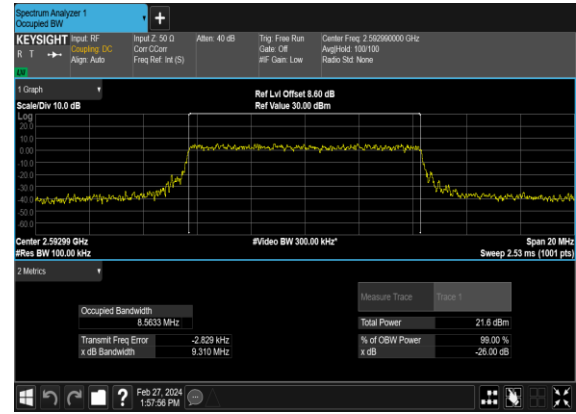 Spectrum Analyzer 1
Occupied BW
KEYSIGHT Input: RF Input Z: 50 Ω Atten: 40 dB Trig: Free Run Center Freq: 2.592990000 GHz
R T Coupling: DC Corr CCorr Gate: Off Avg|Hold: 100/100
Align: Auto Freq Ref: Int (S) #IF Gain: Low Radio Std: None
LXI
1 Graph
Ref Lvl Offset 8.60 dB
Scale/Div 10.0 dB Ref Value 30.00 dBm
Log
20.0
10.0
0.00
-10.0
-20.0
-30.0
-40.0
-50.0
-60.0
Center 2.59299 GHz #Video BW 300.00 kHz* Span 20 MHz
#Res BW 100.00 kHz Sweep 2.53 ms (1001 pts)
2 Metrics
Measure Trace Trace 1
Occupied Bandwidth
8.5633 MHz
Total Power 21.6 dBm
Transmit Freq Error -2.829 kHz % of OBW Power 99.00 %
x dB Bandwidth 9.310 MHz x dB -26.00 dB
? Feb 27, 2024
1:57:56 PM